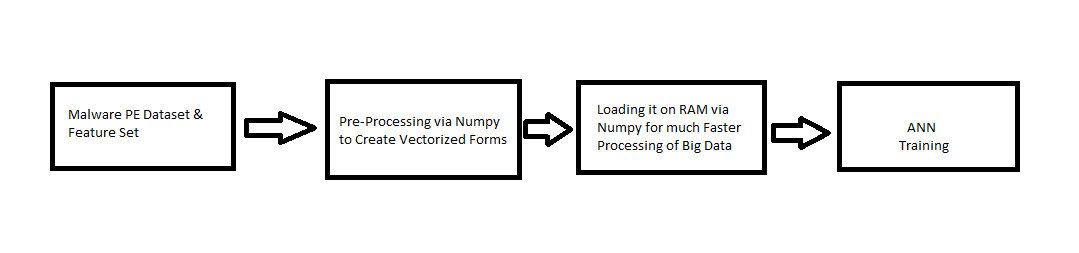 Malware PE Dataset &
Feature Set
Pre-Processing via Numpy
to Create Vectorized Forms
Loading it on RAM via
Numpy for much Faster
Processing of Big Data
ANN
Training